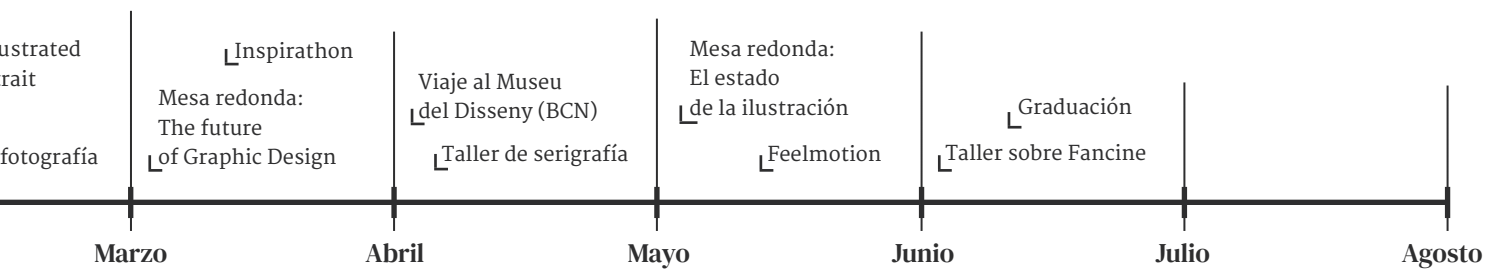 ustrated
rait
fotografía
Inspirathon
Mesa redonda:
The future
of Graphic Design
Viaje al Museu
del Disseny (BCN)
Taller de serigrafía
Mesa redonda:
El estado
de la ilustración
Feelmotion
Graduación
Taller sobre Fancine
Marzo
Abril
Mayo
Junio
Julio
Agosto